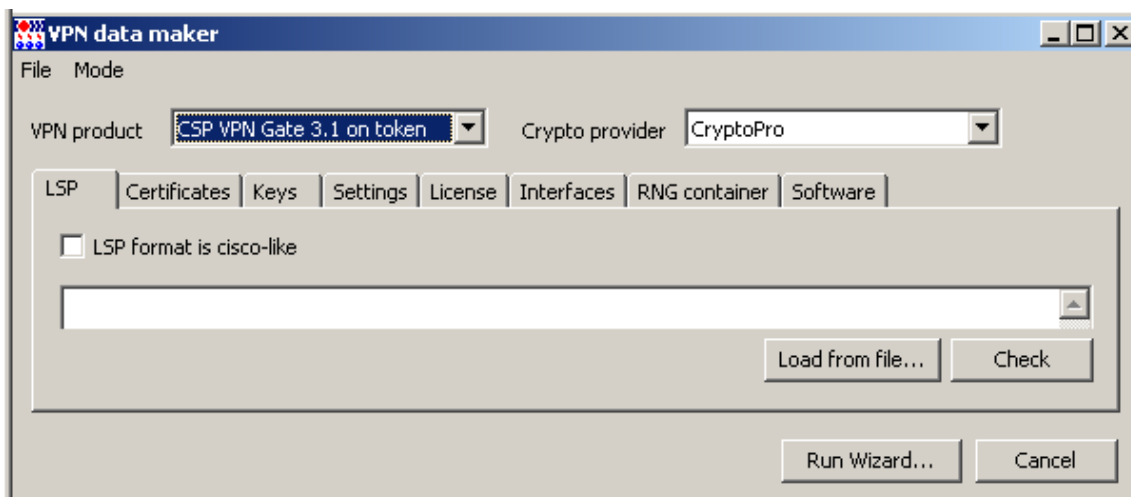 VPN data maker
File Mode
VPN product CSP VPN Gate 3.1 on token Crypto provider CryptoPro
LSP Certificates Keys Settings License Interfaces RNG container Software
LSP format is cisco-like
Load from file... Check
Run Wizard... Cancel